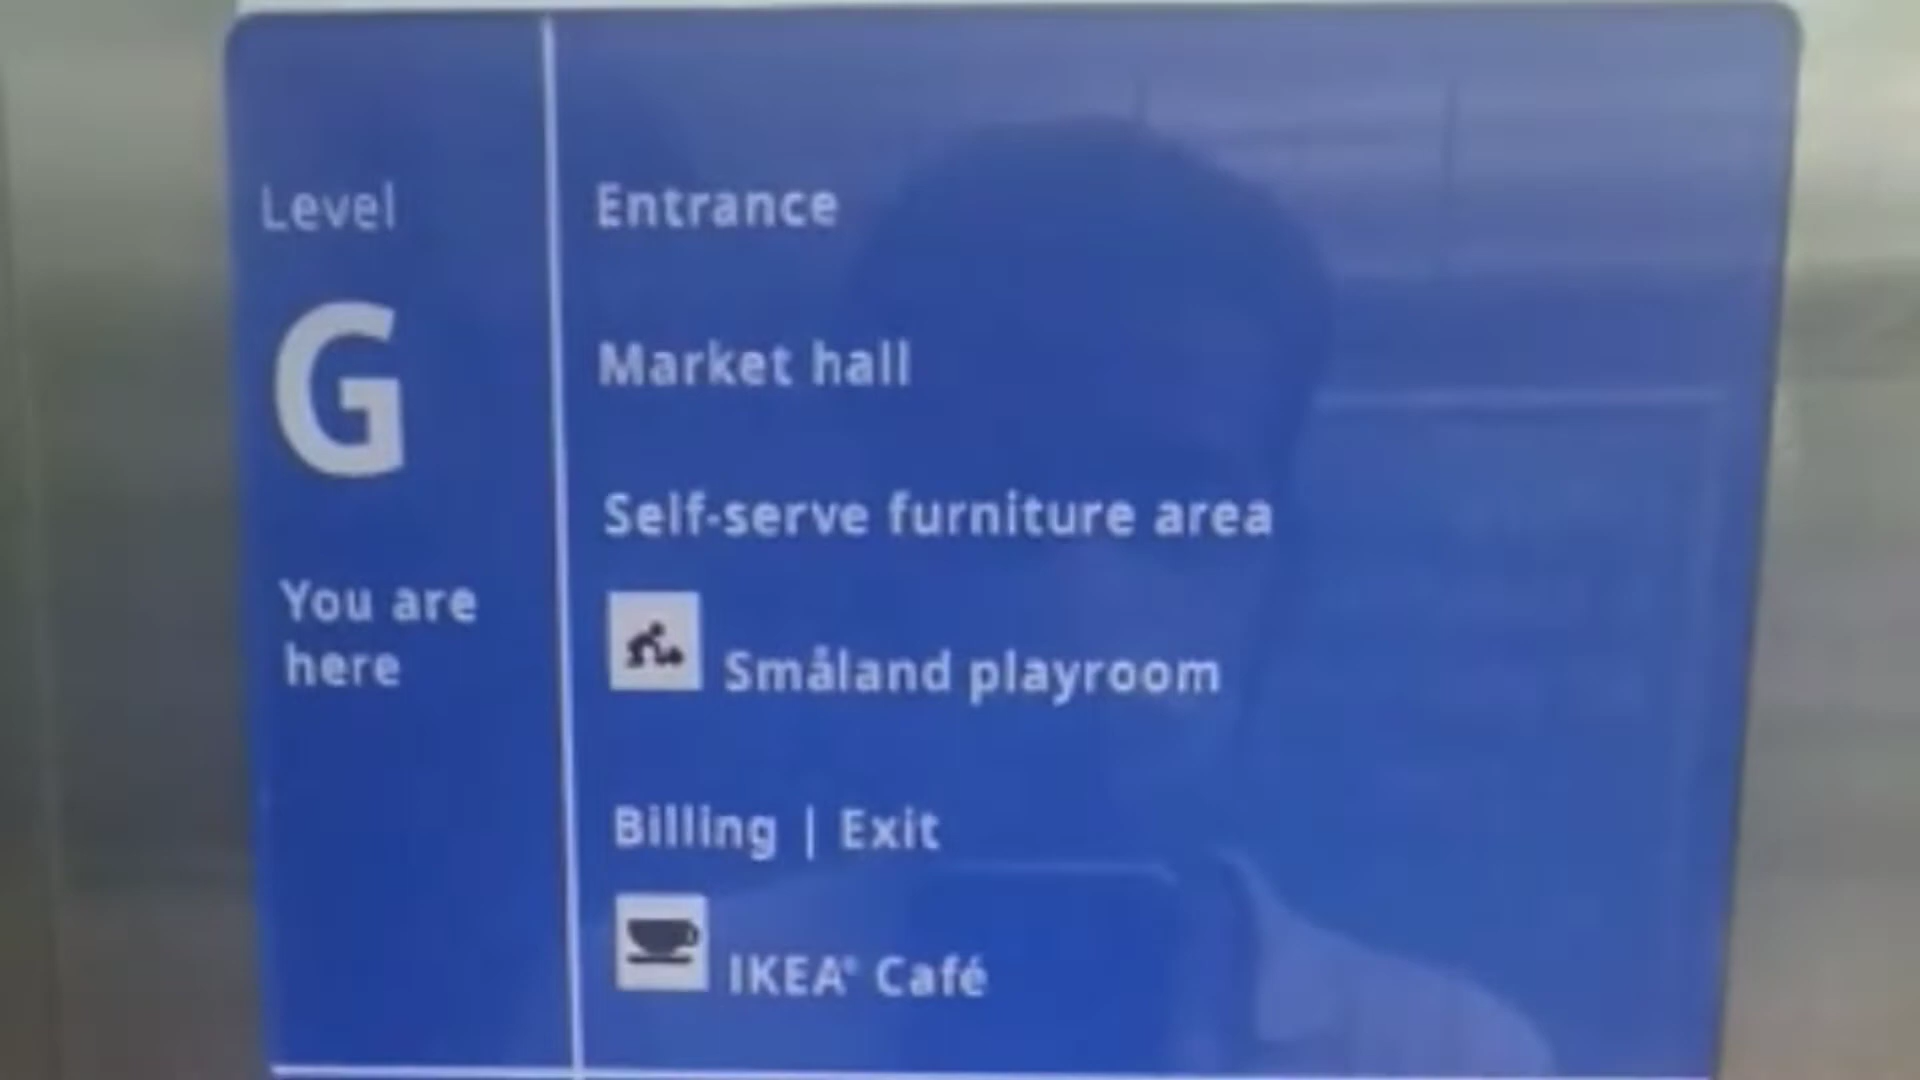 Level
G
You are
here
Entrance
Market hall
Self-serve furniture area
Småland playroom
Billing | Exit
IKEA® Café